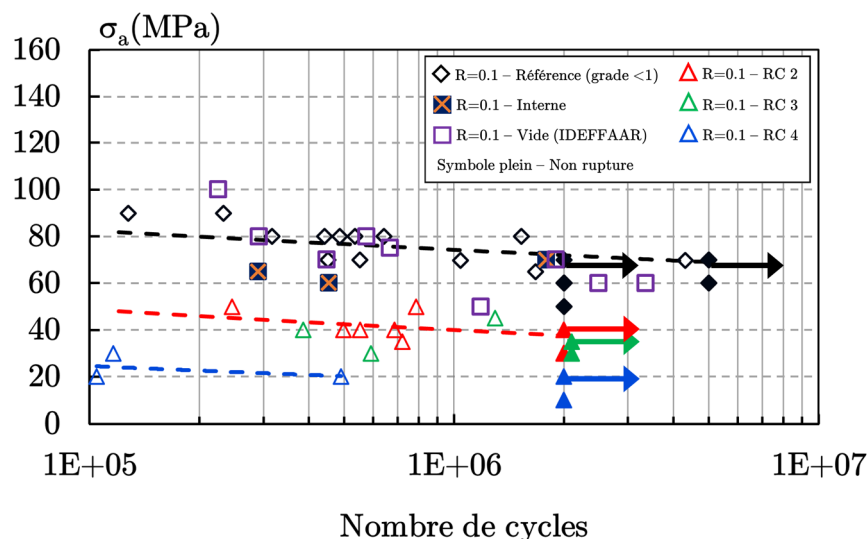 σa(MPa)
160
140
120
100
80
60
40
20
0
R=0.1 – Référence (grade <1)
R=0.1 – Interne
R=0.1 – Vide (IDEFFAAR)
Symbole plein – Non rupture
R=0.1 – RC 2
R=0.1 – RC 3
R=0.1 – RC 4
1E+05
1E+06
1E+07
Nombre de cycles